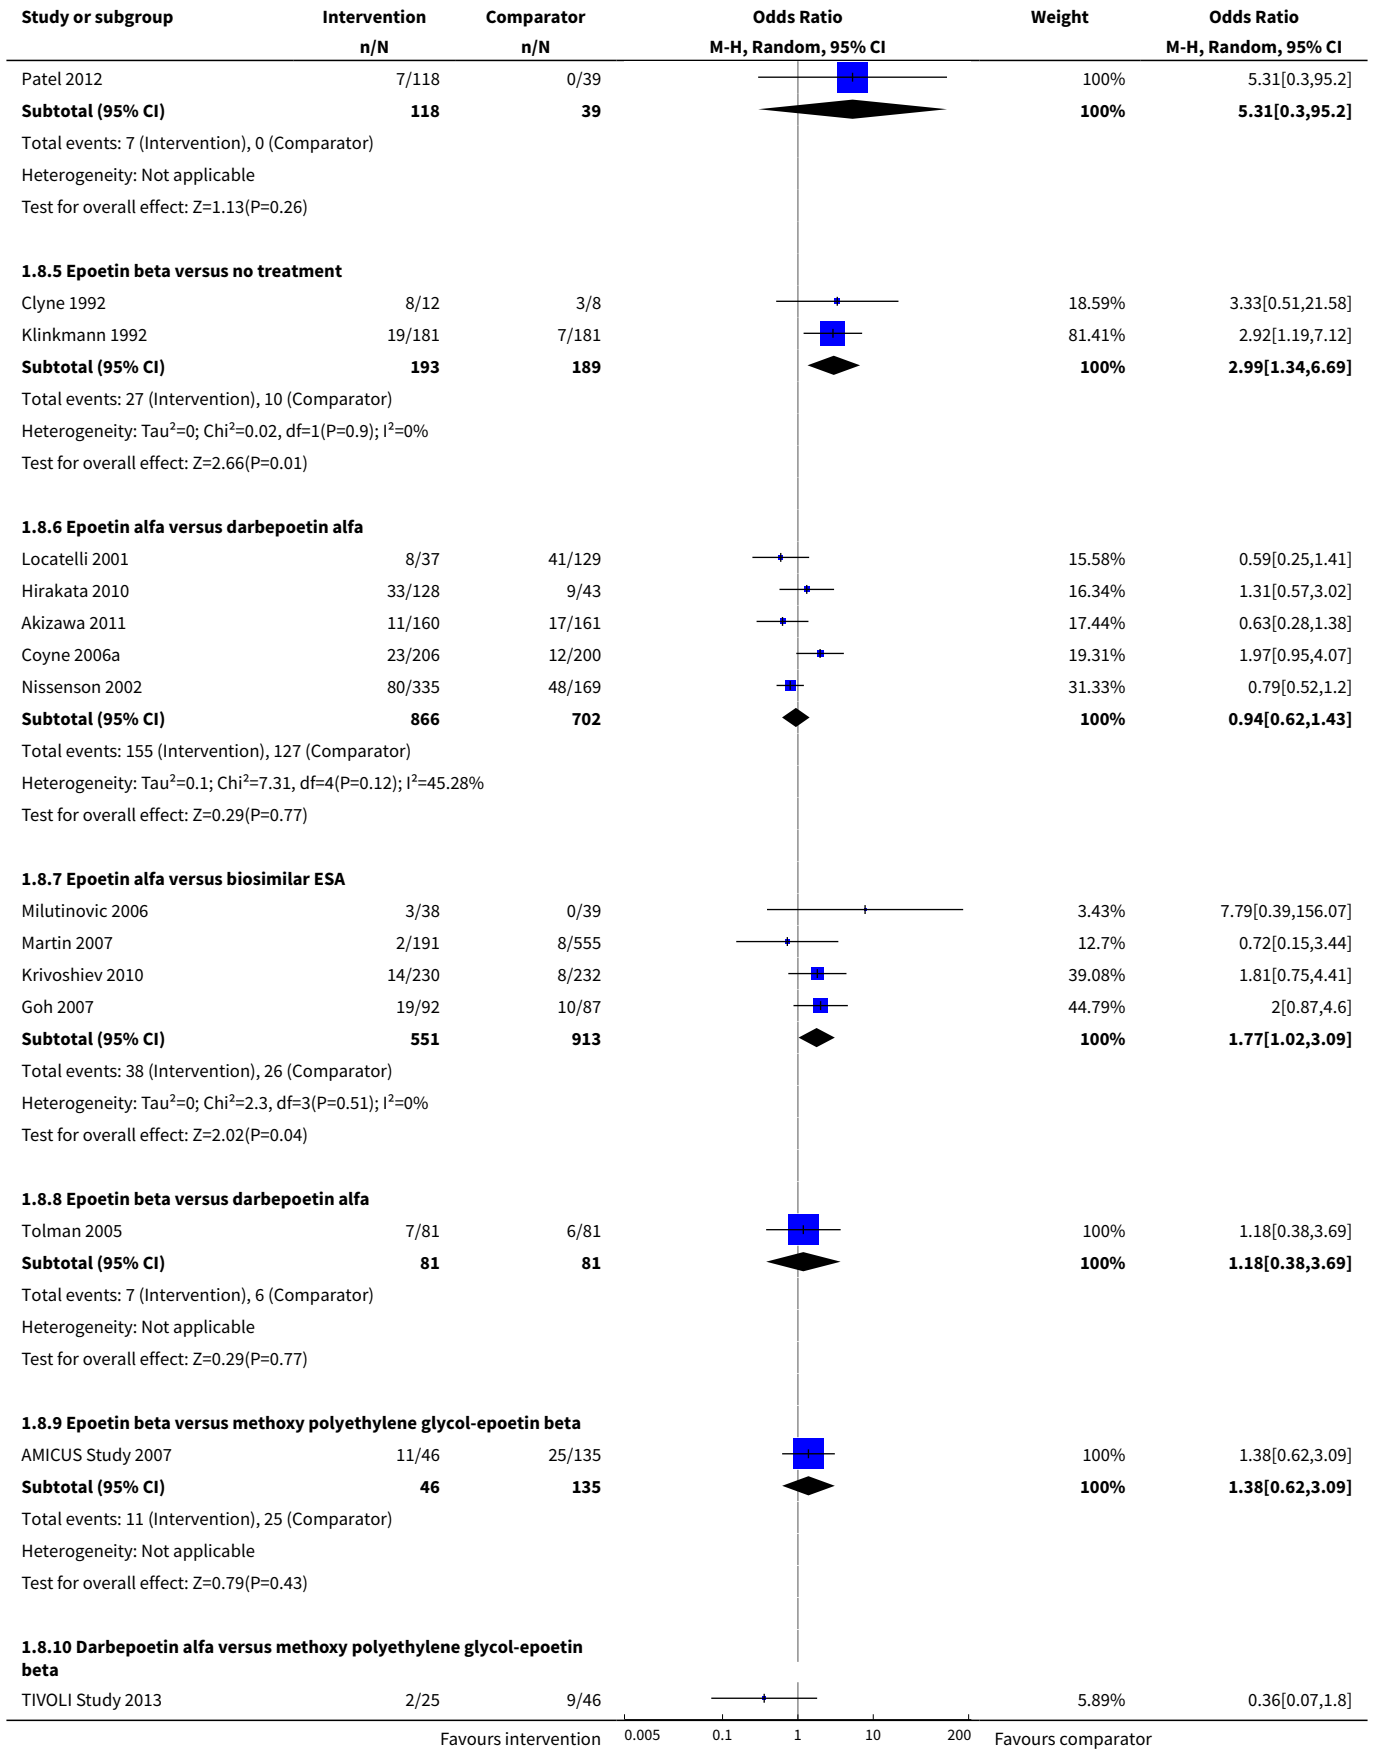 Study or subgroup Intervention Comparator Odds Ratio Weight Odds Ratio
n/N n/N M-H, Random, 95% CI M-H, Random, 95% CI
Patel 2012 7/118 0/39 100% 5.31[0.3,95.2]
Subtotal (95% CI) 118 39 100% 5.31[0.3,95.2]
Total events: 7 (Intervention), 0 (Comparator)
Heterogeneity: Not applicable
Test for overall effect: Z=1.13(P=0.26)
1.8.5 Epoetin beta versus no treatment
Clyne 1992 8/12 3/8 18.59% 3.33[0.51,21.58]
Klinkmann 1992 19/181 7/181 81.41% 2.92[1.19,7.12]
Subtotal (95% CI) 193 189 100% 2.99[1.34,6.69]
Total events: 27 (Intervention), 10 (Comparator)
Heterogeneity: Tau²=0; Chi²=0.02, df=1(P=0.9); I²=0%
Test for overall effect: Z=2.66(P=0.01)
1.8.6 Epoetin alfa versus darbepoetin alfa
Locatelli 2001 8/37 41/129 15.58% 0.59[0.25,1.41]
Hirakata 2010 33/128 9/43 16.34% 1.31[0.57,3.02]
Akizawa 2011 11/160 17/161 17.44% 0.63[0.28,1.38]
Coyne 2006a 23/206 12/200 19.31% 1.97[0.95,4.07]
Nissenson 2002 80/335 48/169 31.33% 0.79[0.52,1.2]
Subtotal (95% CI) 866 702 100% 0.94[0.62,1.43]
Total events: 155 (Intervention), 127 (Comparator)
Heterogeneity: Tau²=0.1; Chi²=7.31, df=4(P=0.12); I²=45.28%
Test for overall effect: Z=0.29(P=0.77)
1.8.7 Epoetin alfa versus biosimilar ESA
Milutinovic 2006 3/38 0/39 3.43% 7.79[0.39,156.07]
Martin 2007 2/191 8/555 12.7% 0.72[0.15,3.44]
Krivoshiev 2010 14/230 8/232 39.08% 1.81[0.75,4.41]
Goh 2007 19/92 10/87 44.79% 2[0.87,4.6]
Subtotal (95% CI) 551 913 100% 1.77[1.02,3.09]
Total events: 38 (Intervention), 26 (Comparator)
Heterogeneity: Tau²=0; Chi²=2.3, df=3(P=0.51); I²=0%
Test for overall effect: Z=2.02(P=0.04)
1.8.8 Epoetin beta versus darbepoetin alfa
Tolman 2005 7/81 6/81 100% 1.18[0.38,3.69]
Subtotal (95% CI) 81 81 100% 1.18[0.38,3.69]
Total events: 7 (Intervention), 6 (Comparator)
Heterogeneity: Not applicable
Test for overall effect: Z=0.29(P=0.77)
1.8.9 Epoetin beta versus methoxy polyethylene glycol-epoetin beta
AMICUS Study 2007 11/46 25/135 100% 1.38[0.62,3.09]
Subtotal (95% CI) 46 135 100% 1.38[0.62,3.09]
Total events: 11 (Intervention), 25 (Comparator)
Heterogeneity: Not applicable
Test for overall effect: Z=0.79(P=0.43)
1.8.10 Darbepoetin alfa versus methoxy polyethylene glycol-epoetin
beta
TIVOLI Study 2013 2/25 9/46 5.89% 0.36[0.07,1.8]
Favours intervention 0.005 0.1 1 10 200 Favours comparator